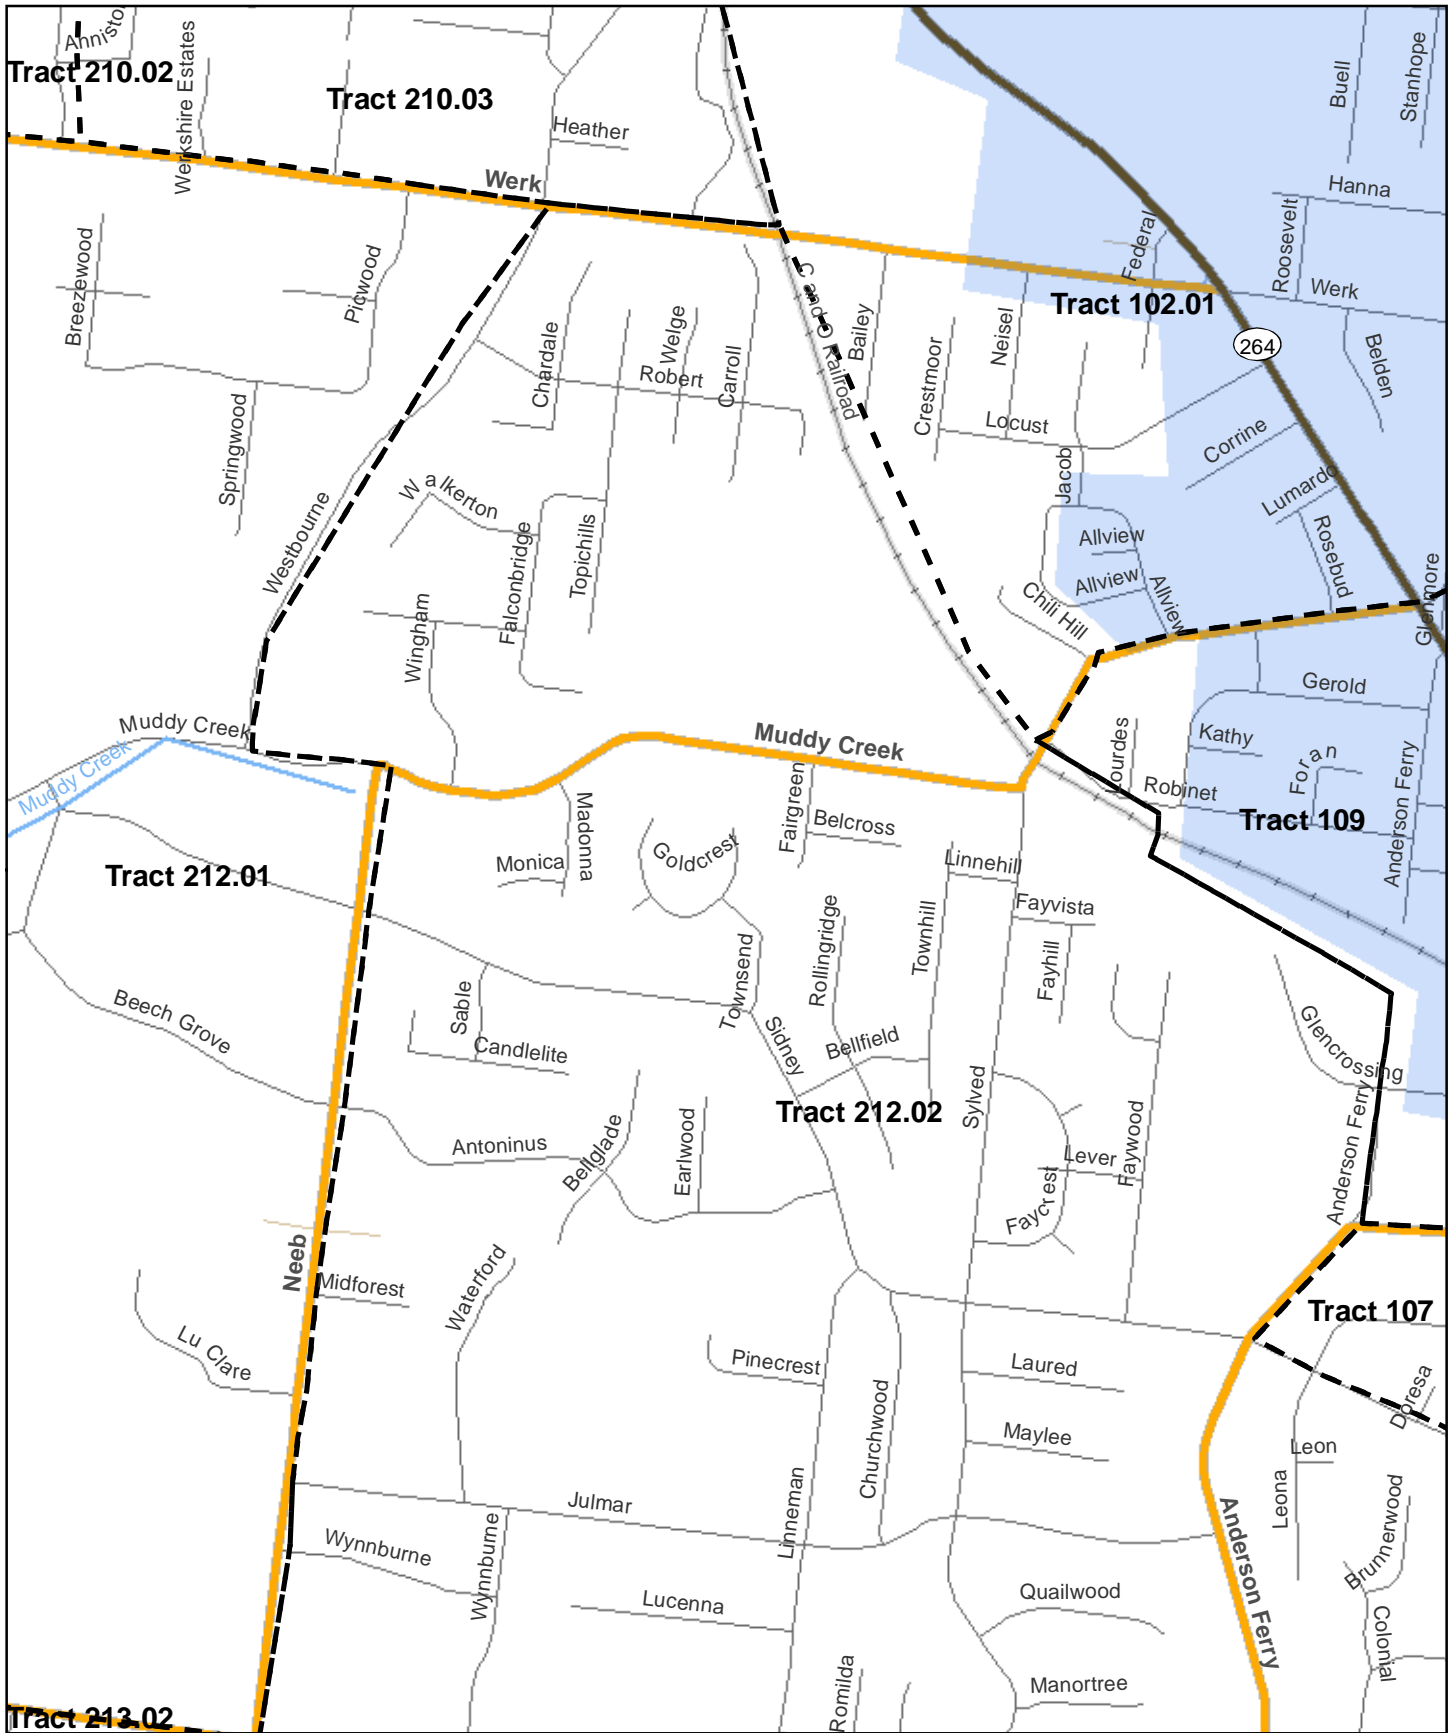 Anniston
Tract 210.02
Werkshire Estates
Tract 210.03
Heather
Werk
Buell
Stanhope
Hanna
Federal
Roosevelt
Werk
Tract 102.01
264
Belden
Breezewood
Picwood
C and O Railroad
Bailey
Chardale
Welge
Robert
Carroll
Crestmoor
Neisel
Locust
Corrine
Springwood
Walkerton
Jacob
Lumardo
Westbourne
Falconbridge
Topichills
Allview
Allview
Allview
Rosebud
Glenmore
Chili Hill
Wingham
Gerold
Muddy Creek
Muddy Creek
Muddy Creek
Lourdes
Kathy
Foran
Robinet
Anderson Ferry
Tract 109
Fairgreen
Belcross
Madonna
Monica
Goldcrest
Linnehill
Tract 212.01
Fayvista
Townhill
Rollingridge
Fayhill
Townsend
Sable
Beech Grove
Candlelite
Sidney
Bellfield
Glencrossing
Tract 212.02
Sylved
Anderson Ferry
Antoninus
Bellglade
Earlwood
Lever
Faywood
Faycrest
Neeb
Midforest
Waterford
Tract 107
Lu Clare
Pinecrest
Churchwood
Laured
Doresa
Maylee
Leon
Leona
Julmar
Linneman
Wynnburne
Wynnburne
Anderson Ferry
Brunnerwood
Lucenna
Quailwood
Colonial
Romilda
Manortree
Tract 213.02